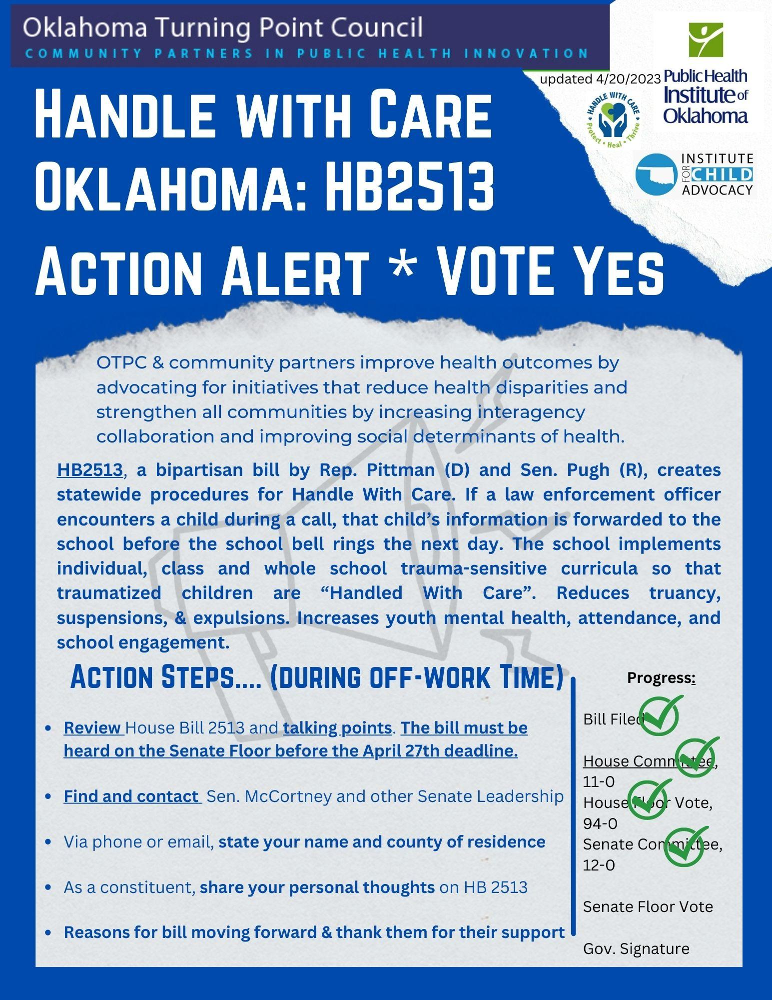 Oklahoma Turning Point Council
COMMUNITY PARTNERS IN PUBLIC HEALTH INNOVATION
updated 4/20/2023
Public Health
Institute of
Oklahoma
HANDLE WITH CARE
Protect • Heal • Thrive
INSTITUTE
FOR CHILD
ADVOCACY
HANDLE WITH CARE
OKLAHOMA: HB2513
ACTION ALERT * VOTE YES
OTPC & community partners improve health outcomes by
advocating for initiatives that reduce health disparities and
strengthen all communities by increasing interagency
collaboration and improving social determinants of health.
HB2513, a bipartisan bill by Rep. Pittman (D) and Sen. Pugh (R), creates
statewide procedures for Handle With Care. If a law enforcement officer
encounters a child during a call, that child's information is forwarded to the
school before the school bell rings the next day. The school implements
individual, class and whole school trauma-sensitive curricula so that
traumatized children are “Handled With Care”. Reduces truancy,
suspensions, & expulsions. Increases youth mental health, attendance, and
school engagement.
ACTION STEPS.... (DURING OFF-WORK TIME)
• Review House Bill 2513 and talking points. The bill must be
heard on the Senate Floor before the April 27th deadline.
• Find and contact Sen. McCortney and other Senate Leadership
• Via phone or email, state your name and county of residence
• As a constituent, share your personal thoughts on HB 2513
• Reasons for bill moving forward & thank them for their support
Progress:
Bill Filed
House Committee,
11-0
House Floor Vote,
94-0
Senate Committee,
12-0
Senate Floor Vote
Gov. Signature